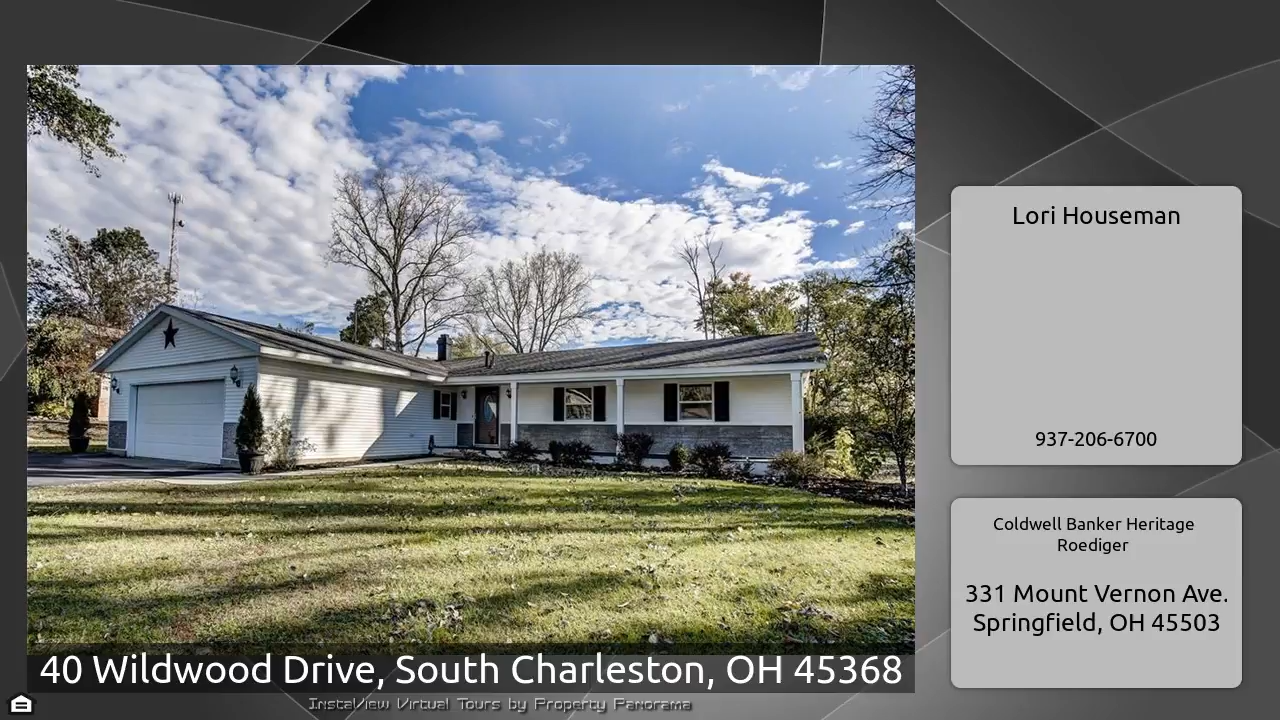 Lori Houseman
937-206-6700
Coldwell Banker Heritage
Roediger
331 Mount Vernon Ave.
Springfield, OH 45503
40 Wildwood Drive, South Charleston, OH 45368
InstaView Virtual Tours by Property Panorama